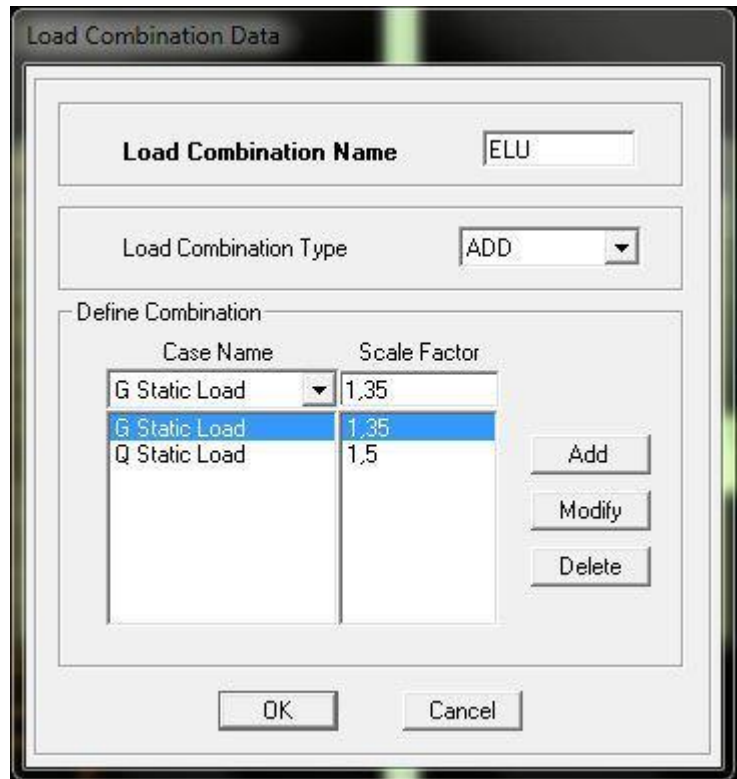 Load Combination Data
Load Combination Name ELU
Load Combination Type ADD
Define Combination
Case Name Scale Factor
G Static Load 1,35
G Static Load 1,35
Q Static Load 1,5
Add
Modify
Delete
OK Cancel